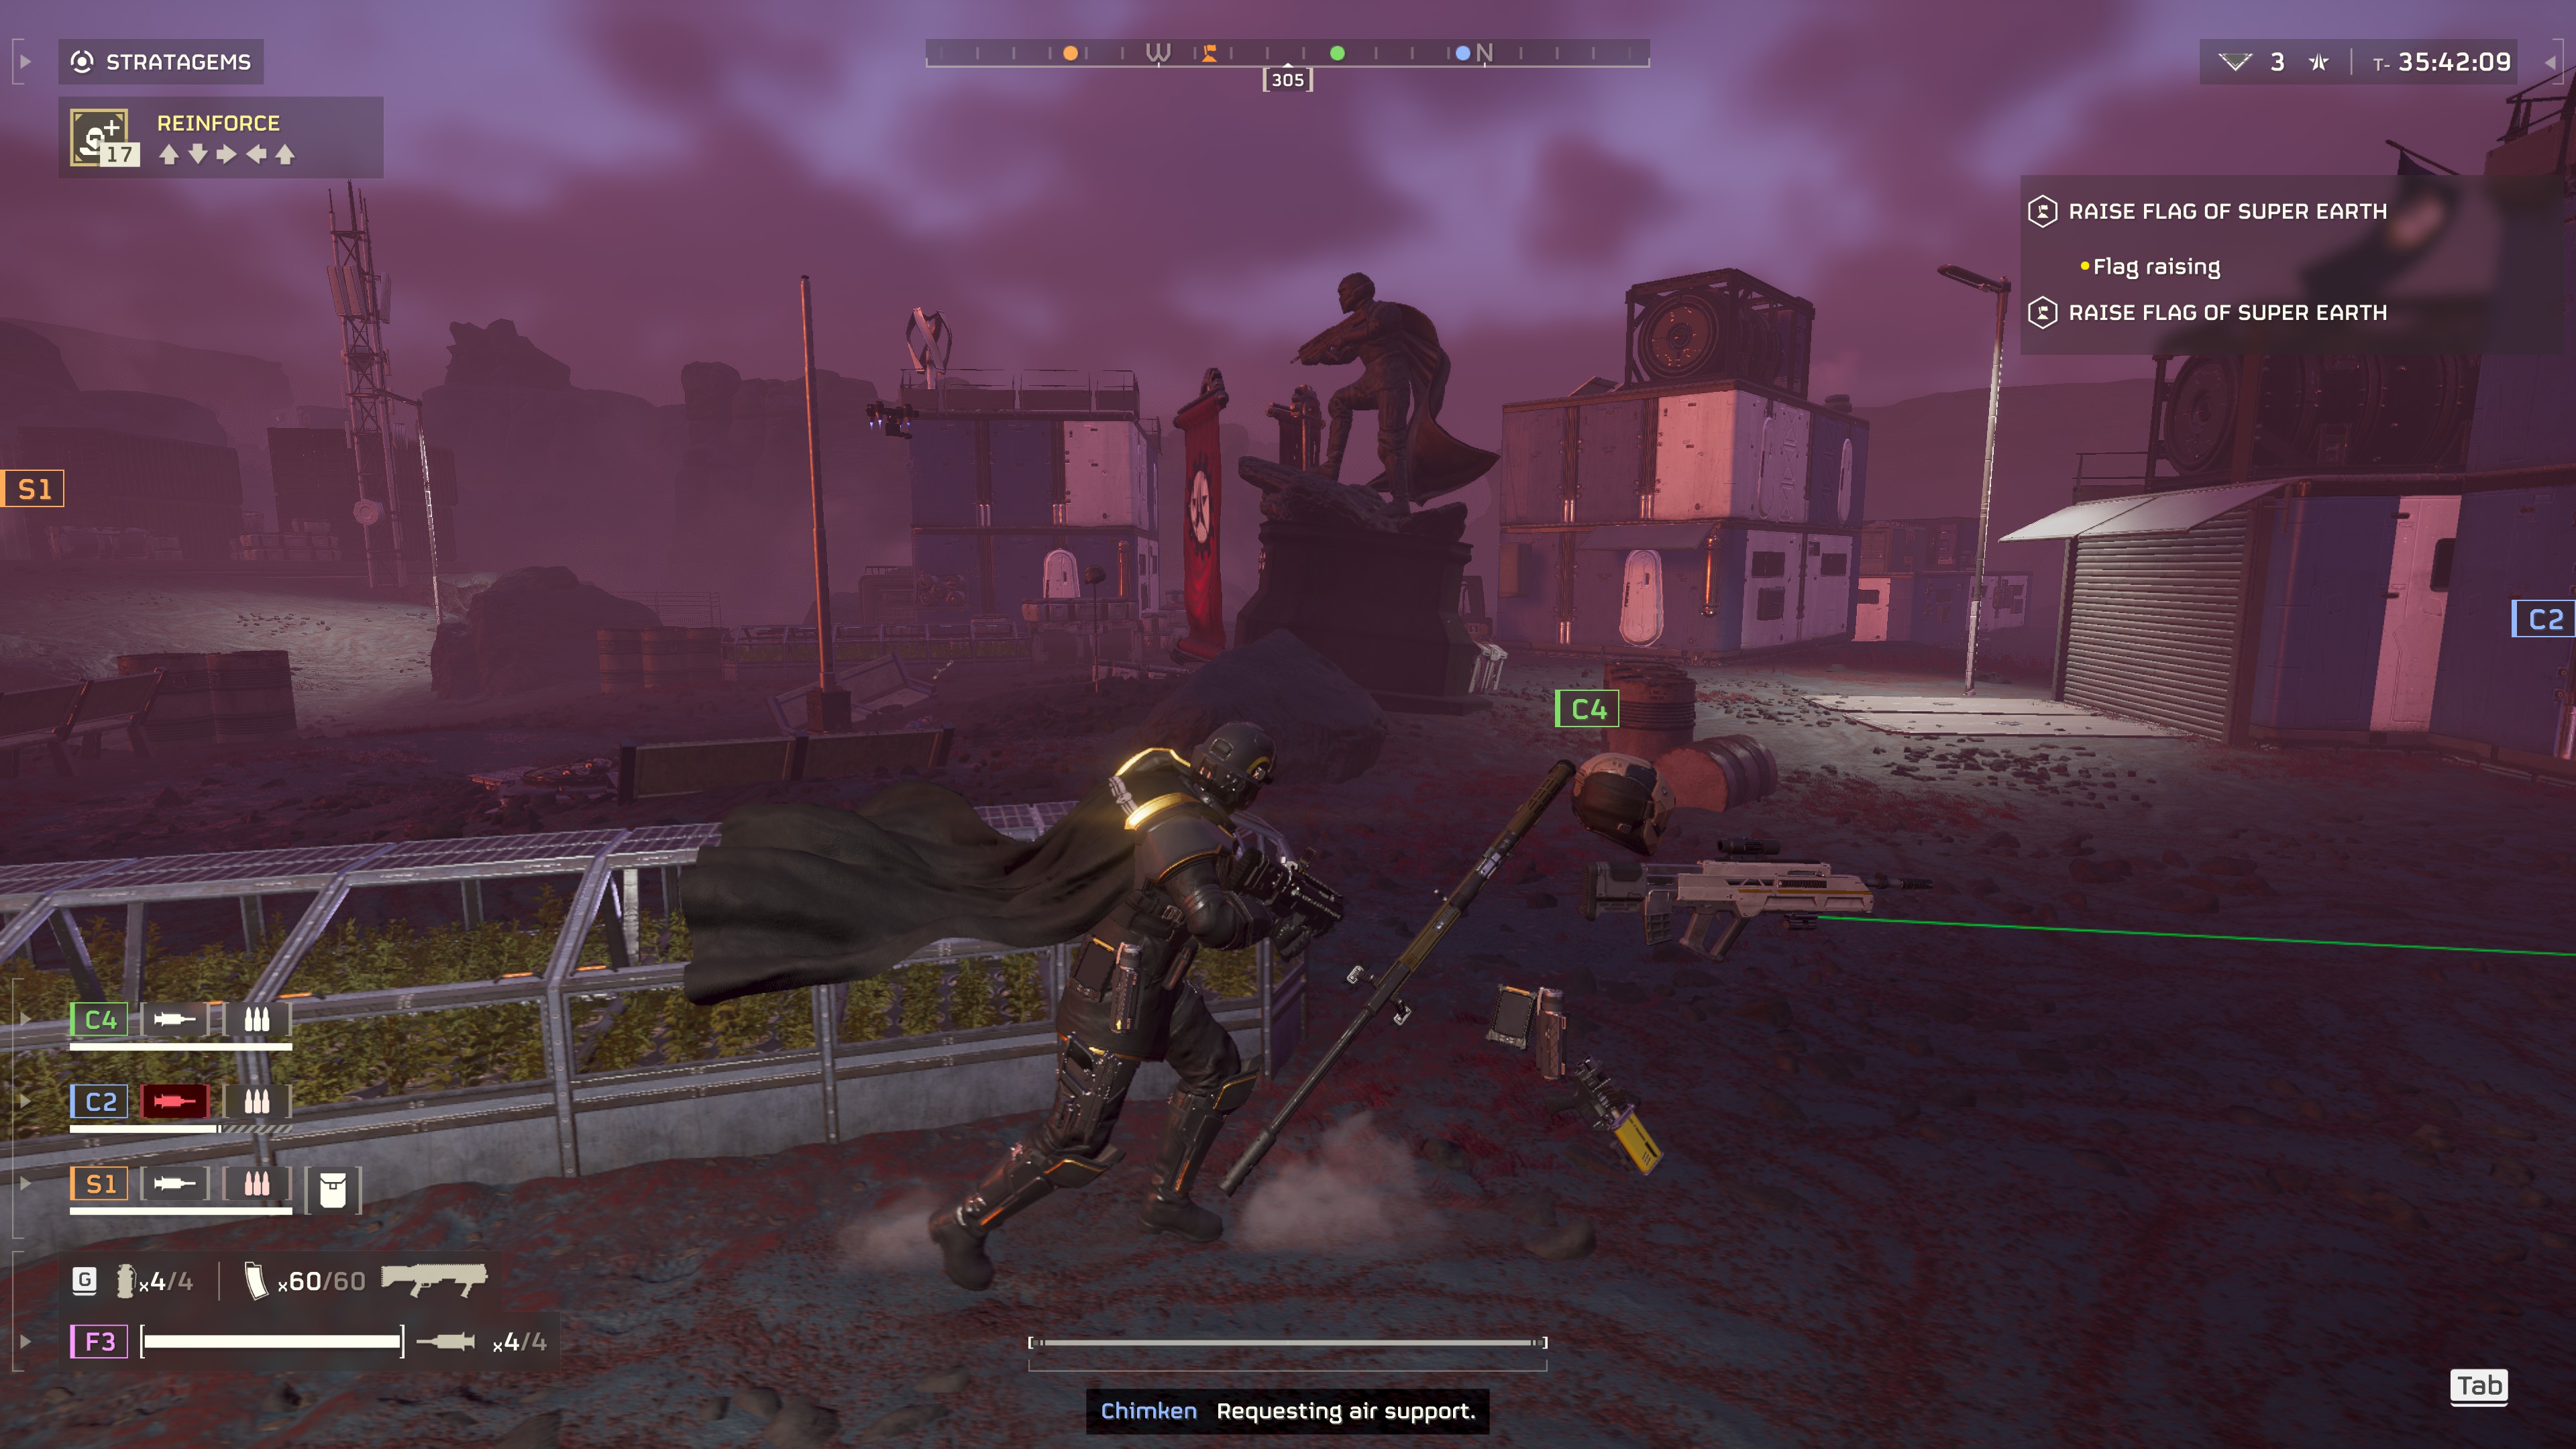 STRATAGEMS
REINFORCE
17
W
N
[305]
3
T- 35:42:09
RAISE FLAG OF SUPER EARTH
Flag raising
RAISE FLAG OF SUPER EARTH
S1
C2
C4
C4
C2
S1
G x4/4 x60/60
F3 x4/4
Chimken Requesting air support.
Tab